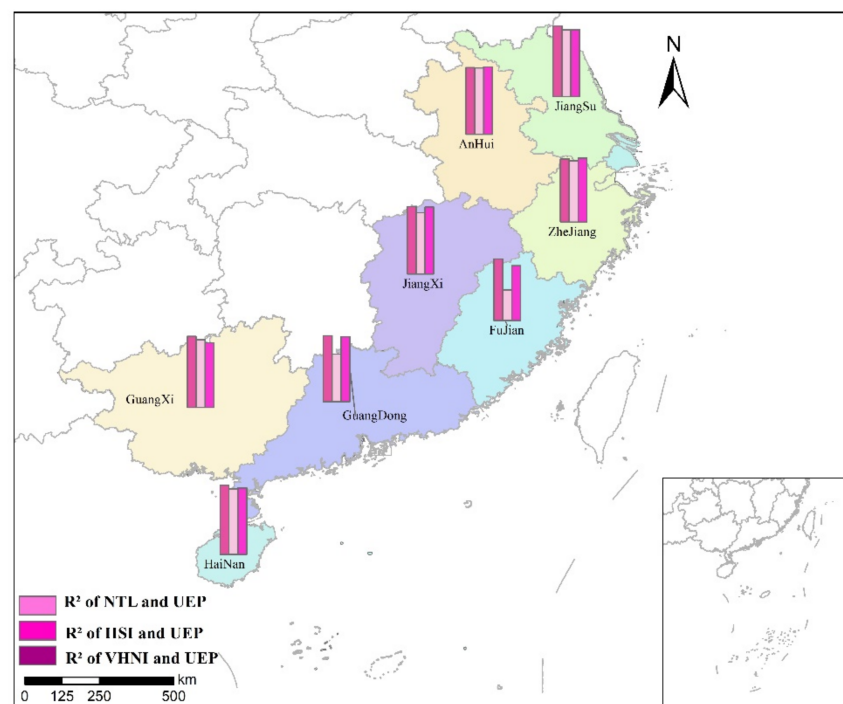 N
JiangSu
AnHui
ZheJiang
JiangXi
FuJian
GuangXi
GuangDong
HaiNan
R² of NTL and UEP
R² of HSI and UEP
R² of VHNI and UEP
km
0 125 250 500